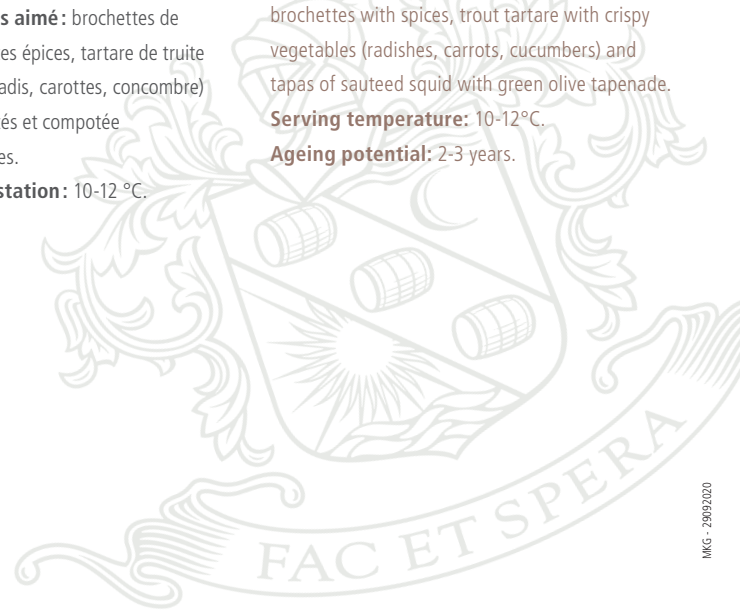 s aimé : brochettes de
es épices, tartare de truite
adis, carottes, concombre)
tés et compotée
es.
station : 10-12 °C.
brochettes with spices, trout tartare with crispy
vegetables (radishes, carrots, cucumbers) and
tapas of sauteed squid with green olive tapenade.
Serving temperature: 10-12°C.
Ageing potential: 2-3 years.
FAC ET SPERA
MKG - 29092020